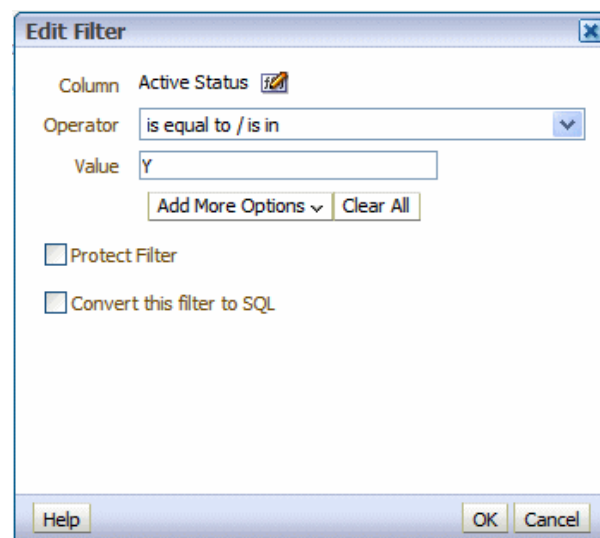 Edit Filter
Column Active Status
Operator is equal to / is in
Value Y
Add More Options Clear All
Protect Filter
Convert this filter to SQL
Help OK Cancel